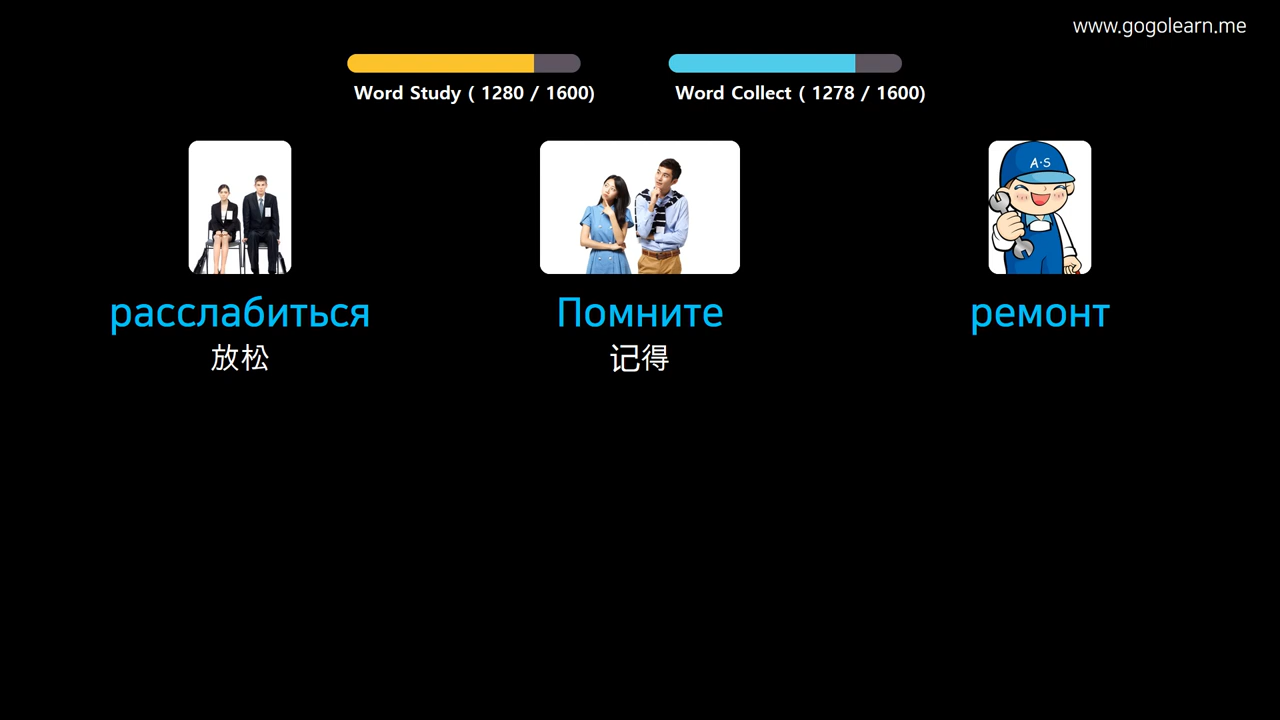 www.gogolearn.me
Word Study ( 1280 / 1600)
Word Collect ( 1278 / 1600)
A·S
расслабиться
Помните
ремонт
放松
记得